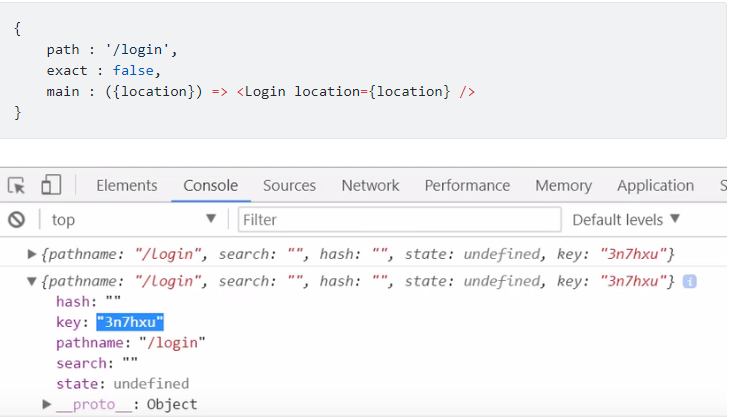 {
path : '/login',
exact : false,
main : ({location}) => <Login location={location} />
}
Elements Console Sources Network Performance Memory Application S
top ▼ Filter Default levels ▼
▶{pathname: "/login", search: "", hash: "", state: undefined, key: "3n7hxu"}
▼{pathname: "/login", search: "", hash: "", state: undefined, key: "3n7hxu"} i
hash: ""
key: "3n7hxu"
pathname: "/login"
search: ""
state: undefined
▶__proto__: Object